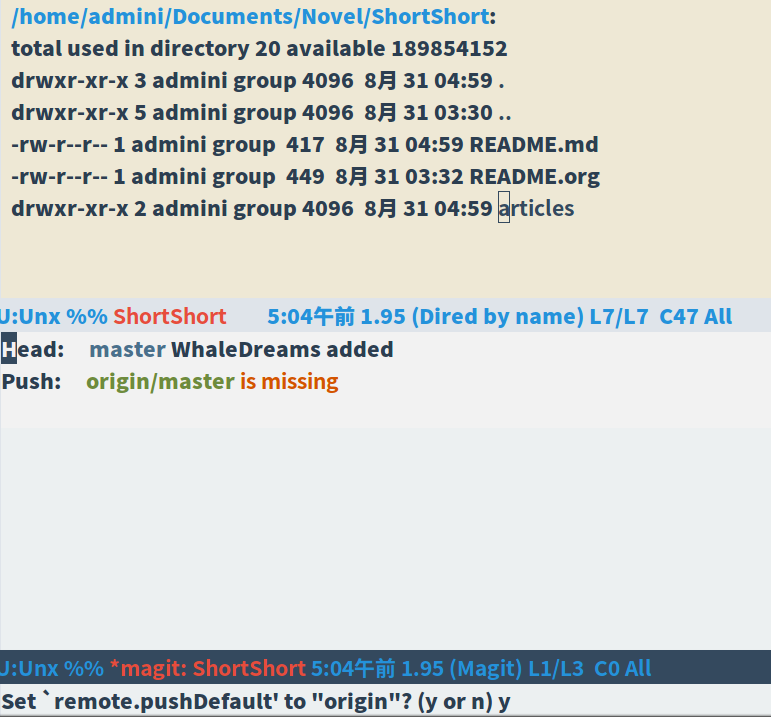 /home/admini/Documents/Novel/ShortShort:
total used in directory 20 available 189854152
drwxr-xr-x 3 admini group 4096  8月 31 04:59 .
drwxr-xr-x 5 admini group 4096  8月 31 03:30 ..
-rw-r--r-- 1 admini group  417  8月 31 04:59 README.md
-rw-r--r-- 1 admini group  449  8月 31 03:32 README.org
drwxr-xr-x 2 admini group 4096  8月 31 04:59 articles
U:Unx %% ShortShort 5:04午前 1.95 (Dired by name) L7/L7  C47 All
Head: master WhaleDreams added
Push: origin/master is missing
U:Unx %% *magit: ShortShort 5:04午前 1.95 (Magit) L1/L3  C0 All
Set `remote.pushDefault' to "origin"? (y or n) y